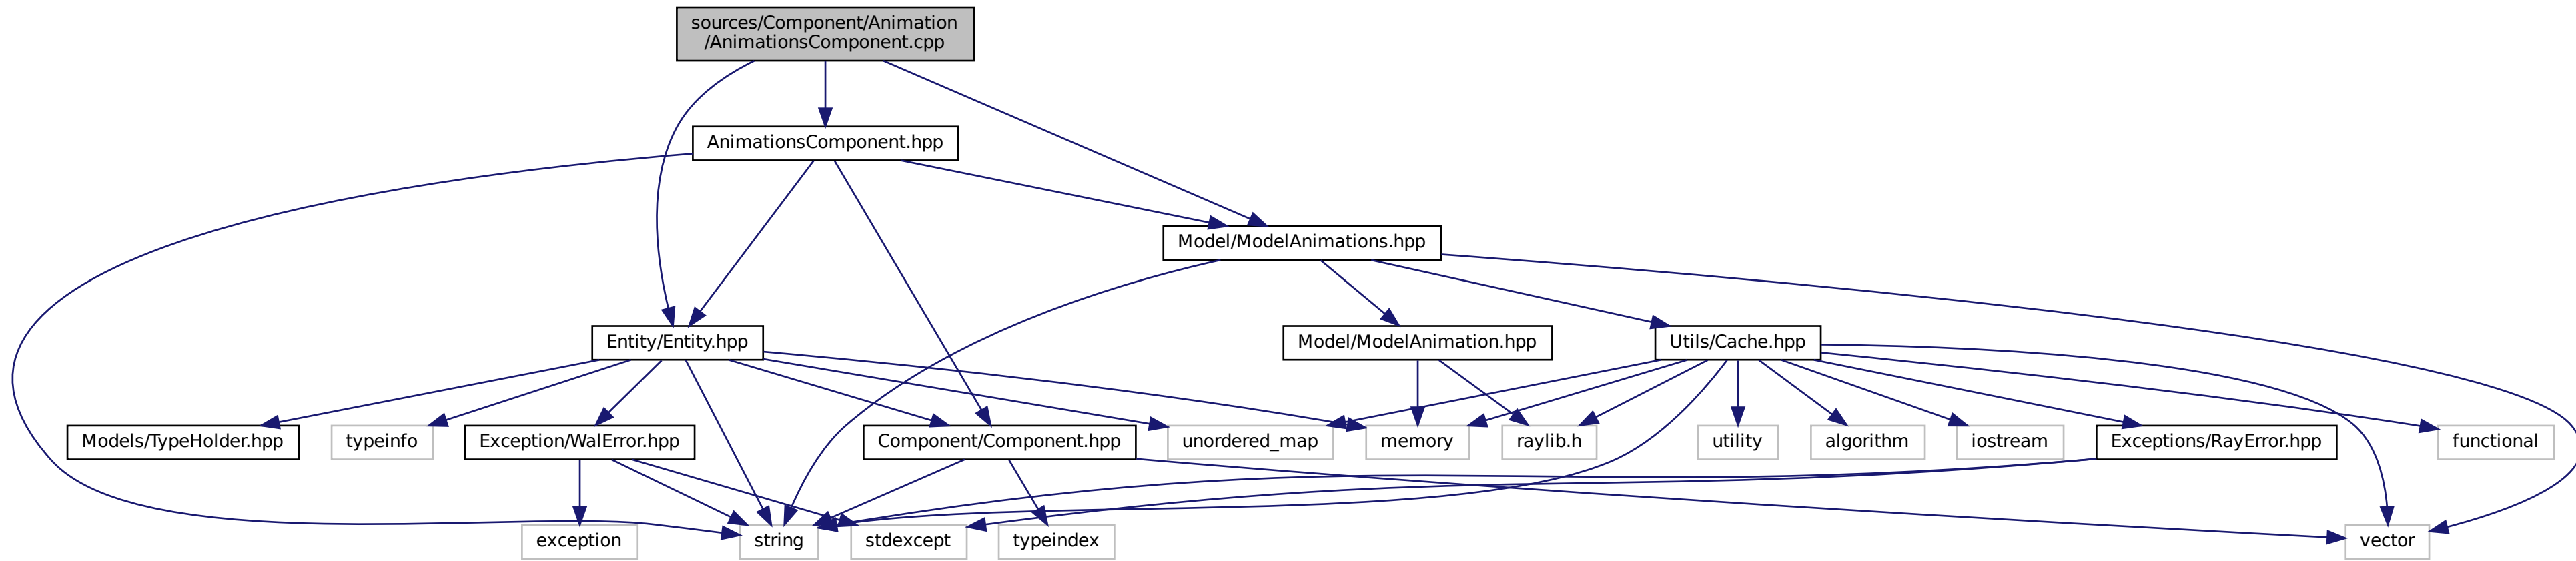 sources/Component/Animation
/AnimationsComponent.cpp
AnimationsComponent.hpp
Model/ModelAnimations.hpp
Entity/Entity.hpp
Model/ModelAnimation.hpp
Utils/Cache.hpp
Models/TypeHolder.hpp
typeinfo
Exception/WalError.hpp
Component/Component.hpp
unordered_map
memory
raylib.h
utility
algorithm
iostream
Exceptions/RayError.hpp
functional
exception
string
stdexcept
typeindex
vector